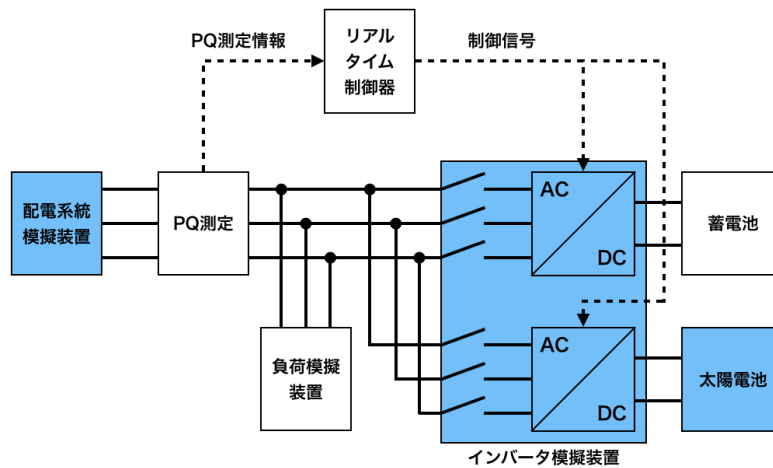 PQ測定情報
リアル
タイム
制御器
制御信号
配電系統
模擬装置
PQ測定
AC
DC
蓄電池
負荷模擬
装置
AC
DC
太陽電池
インバータ模擬装置